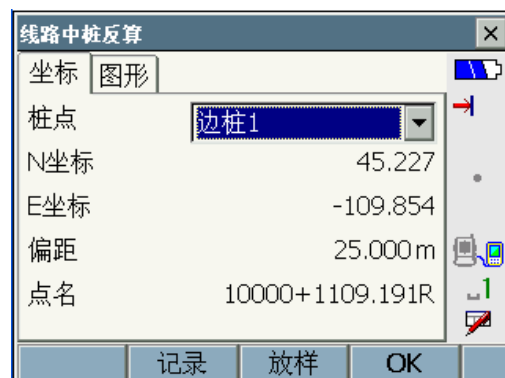 线路中桩反算
坐标 图形
桩点 边桩1
N坐标 45.227
E坐标 -109.854
偏距 25.000m
点名 10000+1109.191R
1
记录 放样 OK